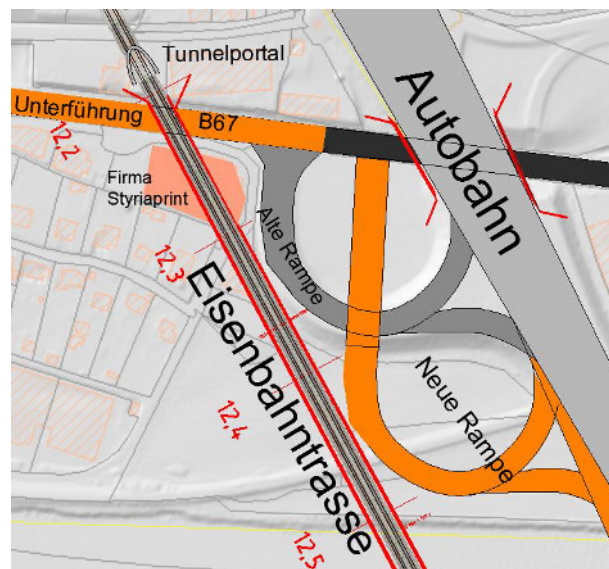 Tunnelportal
Unterführung
B67
Autobahn
12,2
Firma
Styriaprint
Alte Rampe
12,3
Eisenbahntrasse
Neue Rampe
12,4
12,5